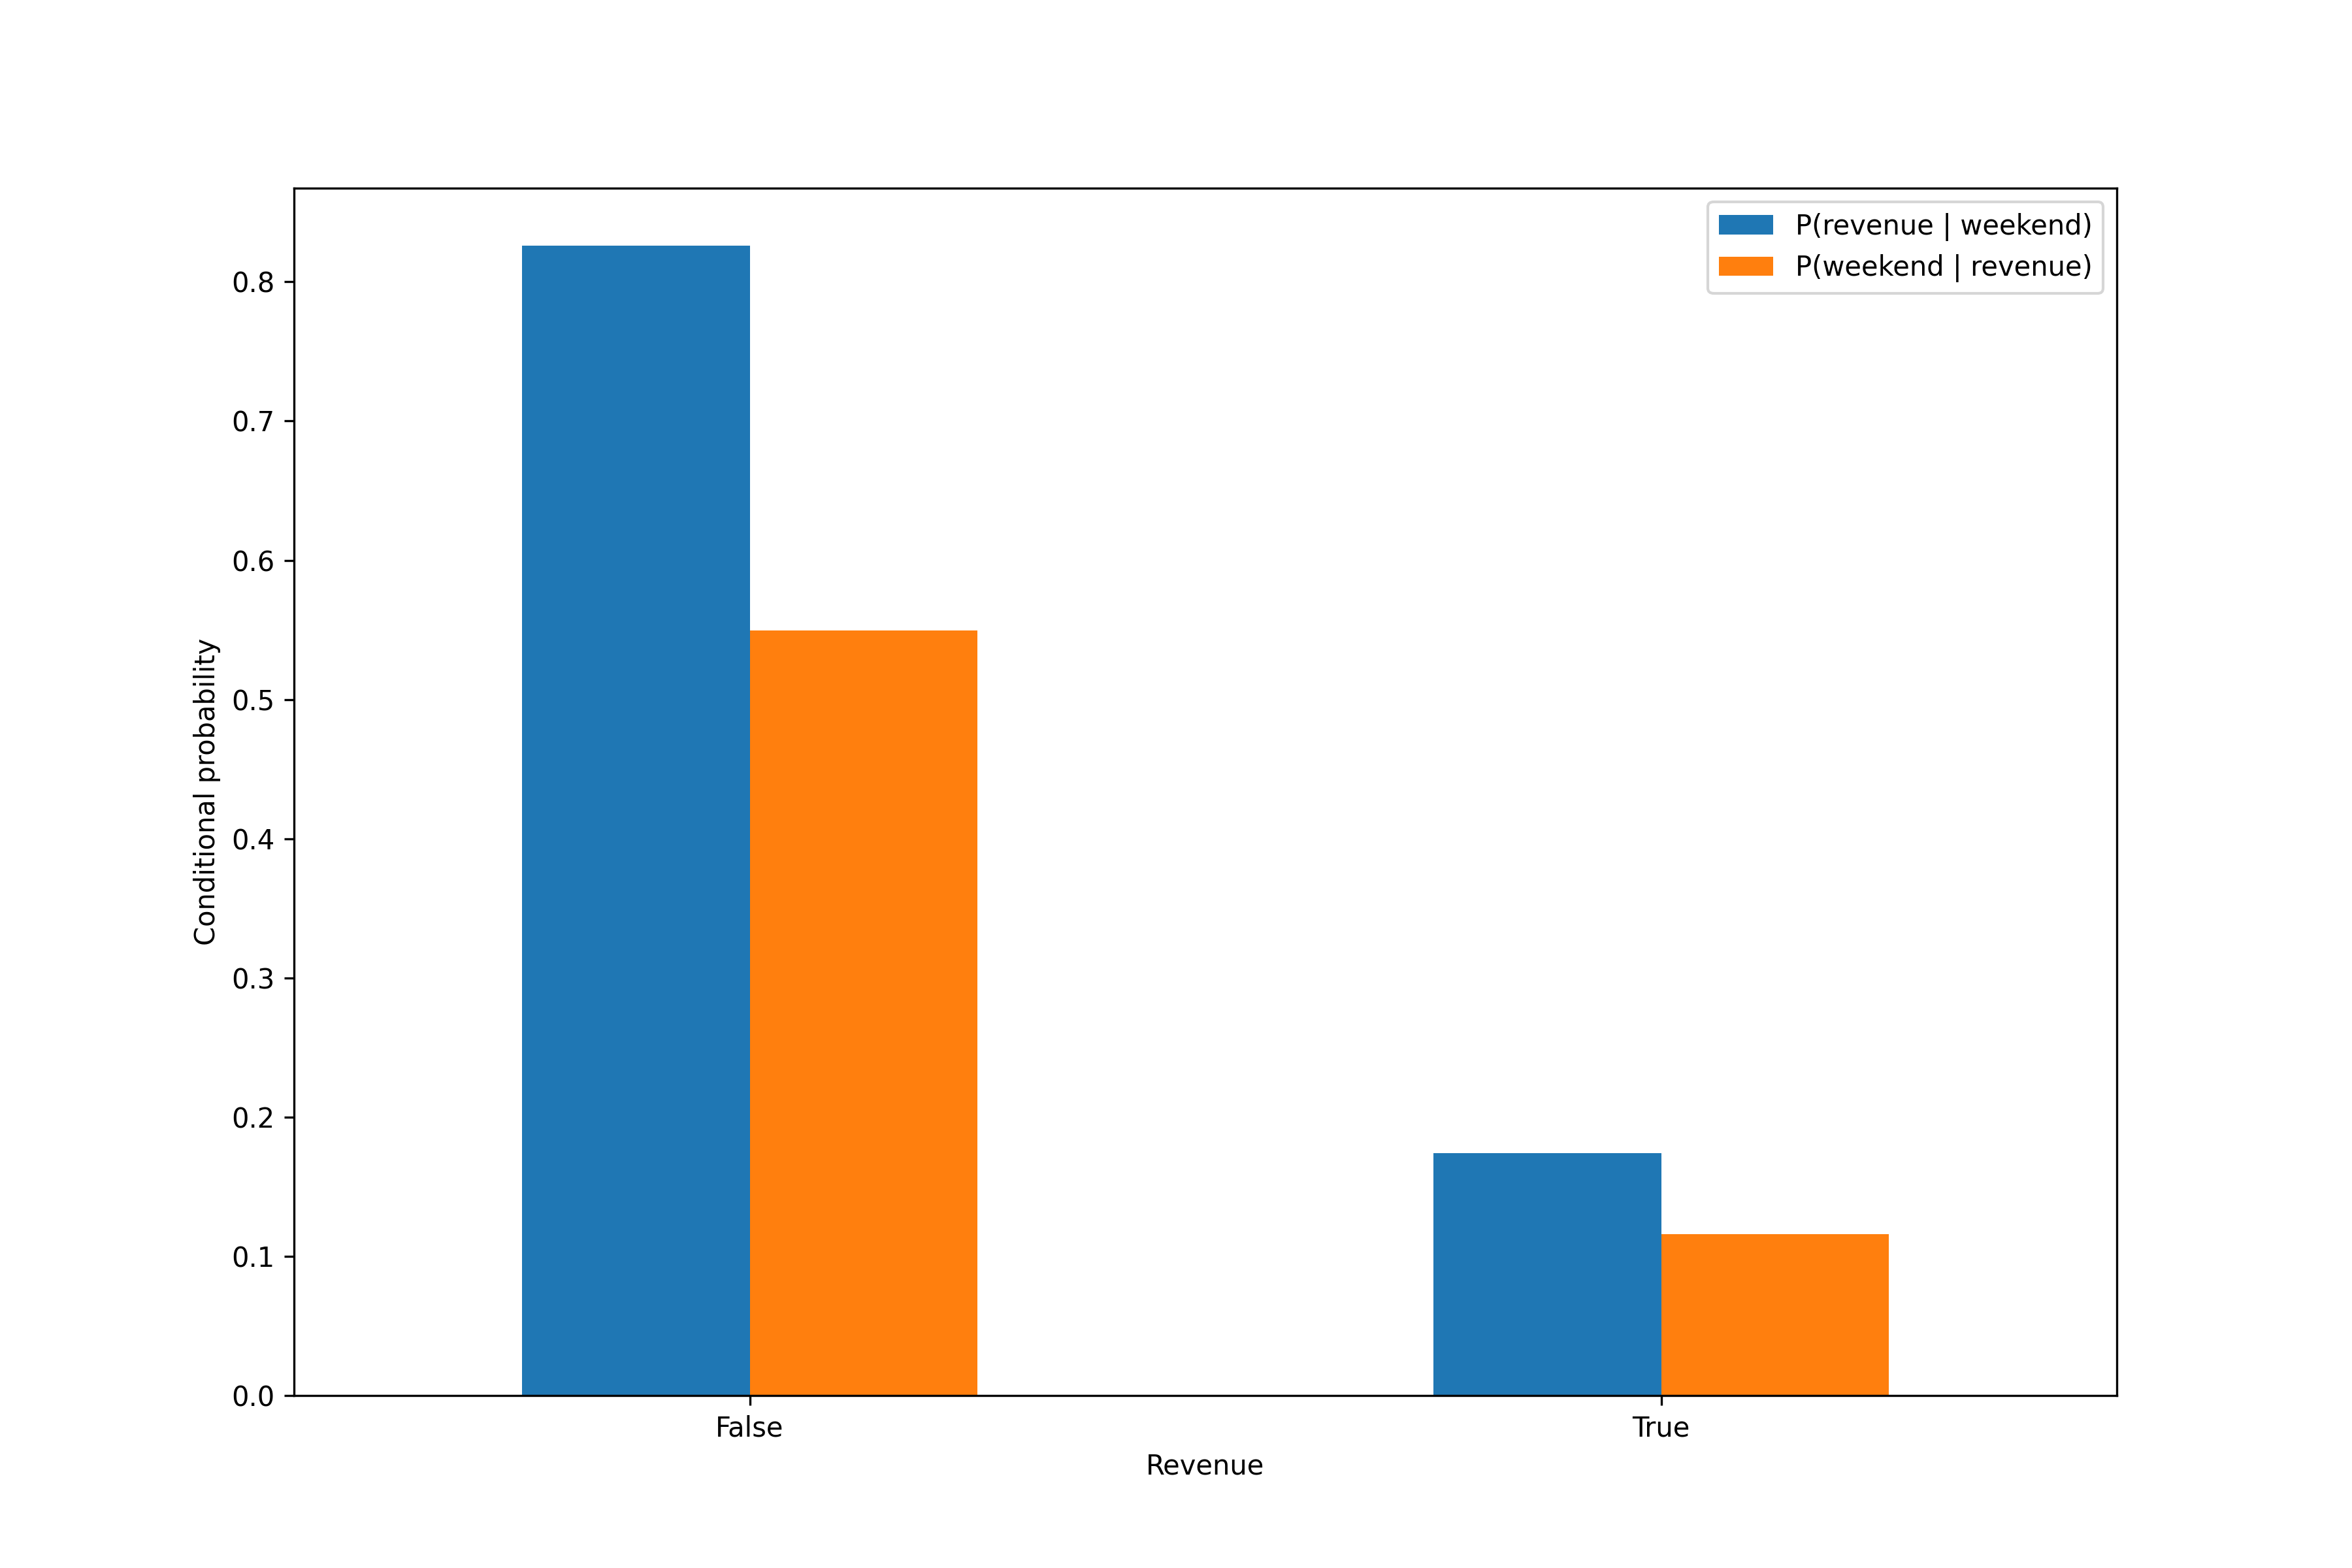 P(revenue | weekend)
P(weekend | revenue)
0.8
0.7
0.6
0.5
0.4
0.3
0.2
0.1
0.0
Conditional probability
False
True
Revenue